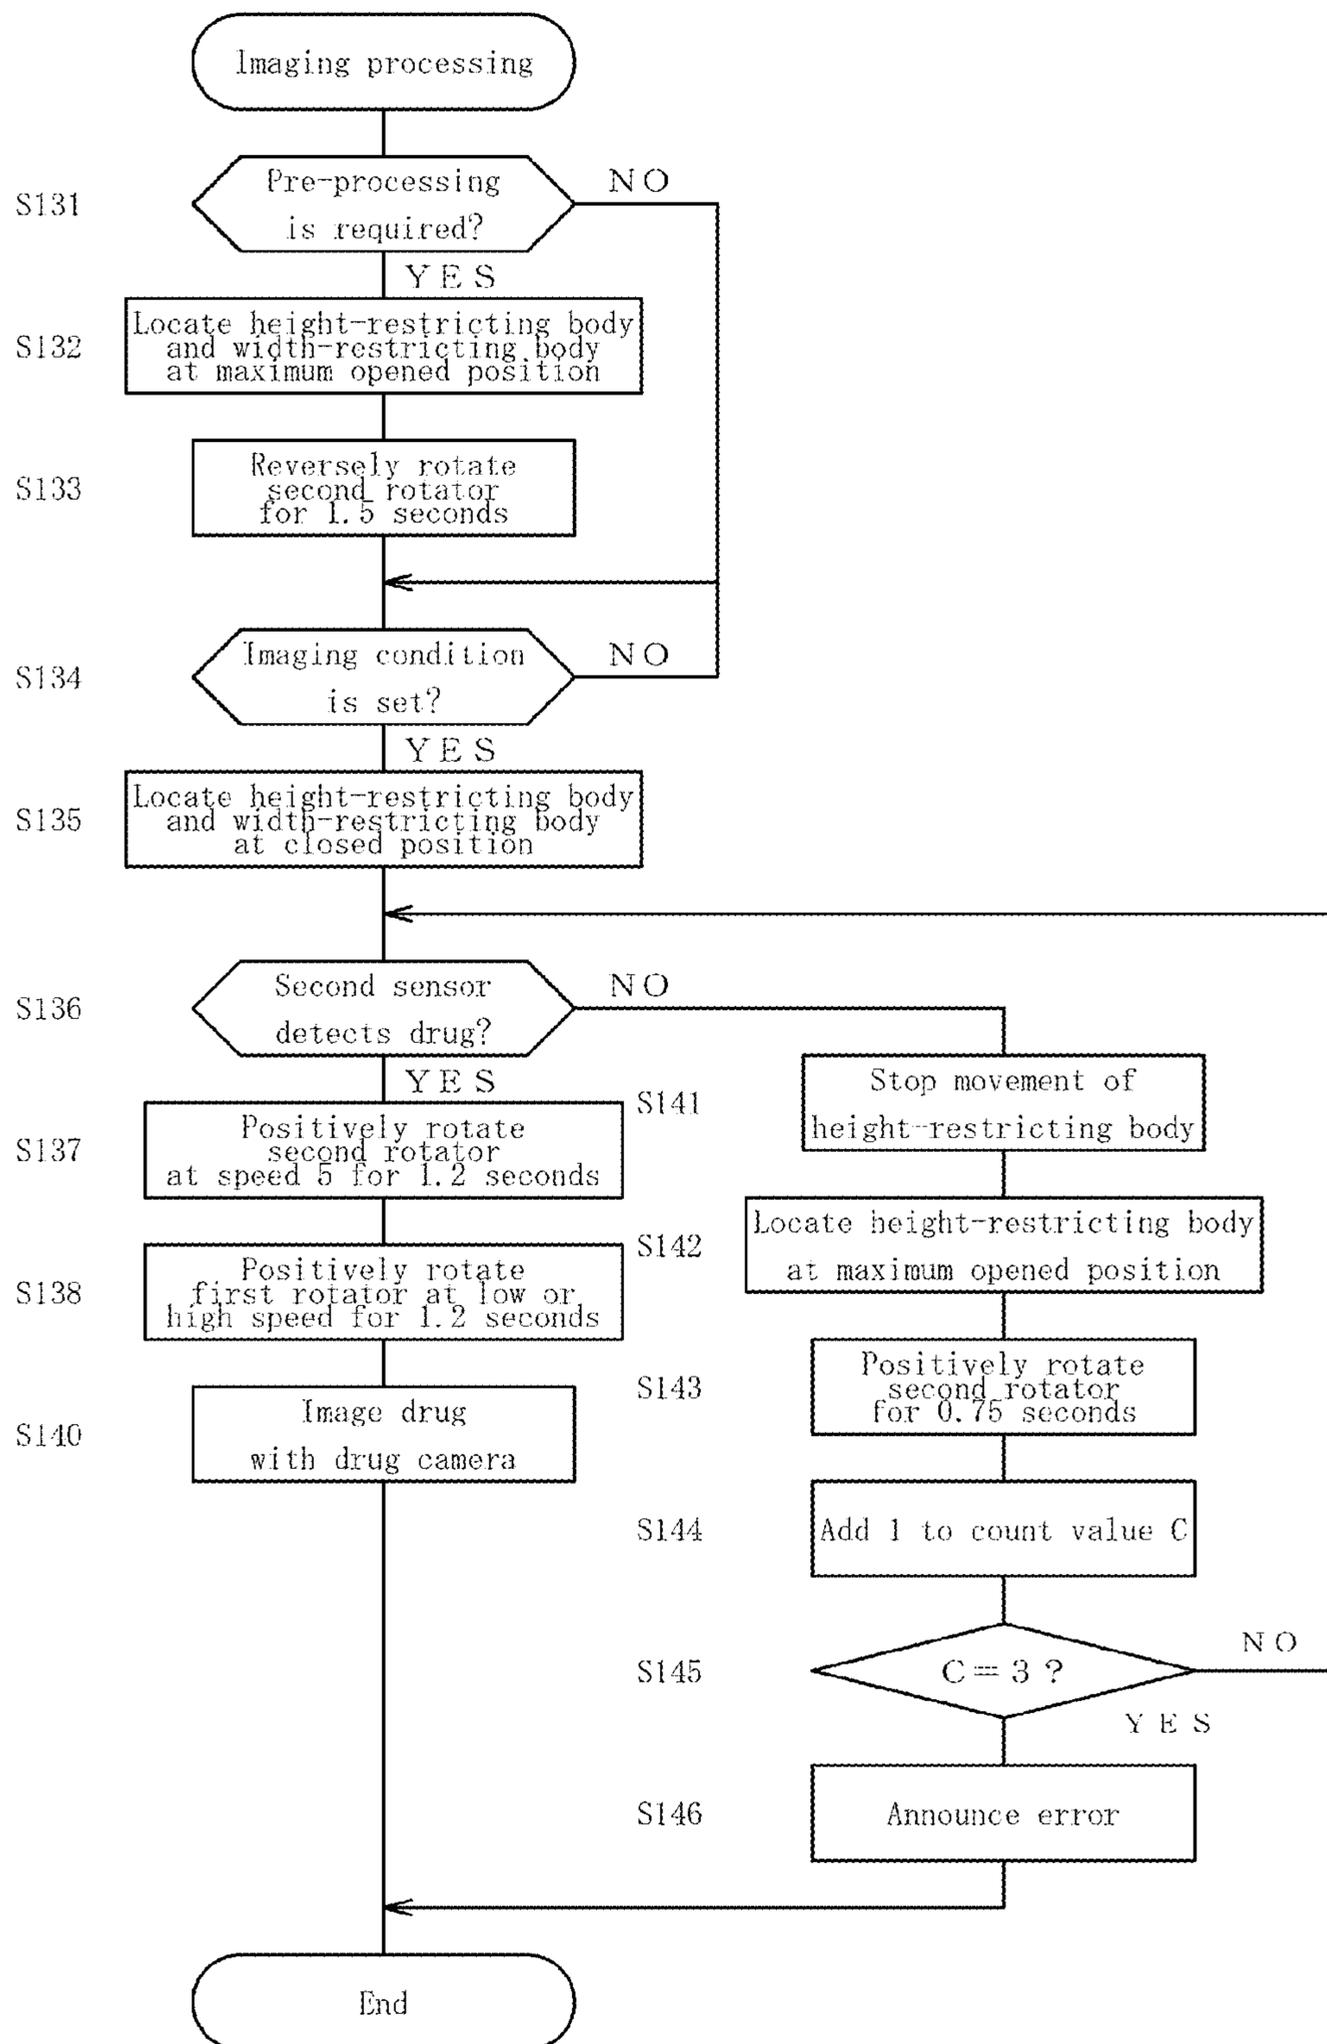 Imaging processing
S131
Pre-processing
is required?
NO
YES
S132
Locate height-restricting body
and width-restricting body
at maximum opened position
S133
Reversely rotate
second rotator
for 1.5 seconds
S134
Imaging condition
is set?
NO
YES
S135
Locate height-restricting body
and width-restricting body
at closed position
S136
Second sensor
detects drug?
NO
YES
S137
Positively rotate
second rotator
at speed 5 for 1.2 seconds
S138
Positively rotate
first rotator at low or
high speed for 1.2 seconds
S140
Image drug
with drug camera
S141
Stop movement of
height-restricting body
S142
Locate height-restricting body
at maximum opened position
S143
Positively rotate
second rotator
for 0.75 seconds
S144
Add 1 to count value C
S145
C=3?
NO
YES
S146
Announce error
End